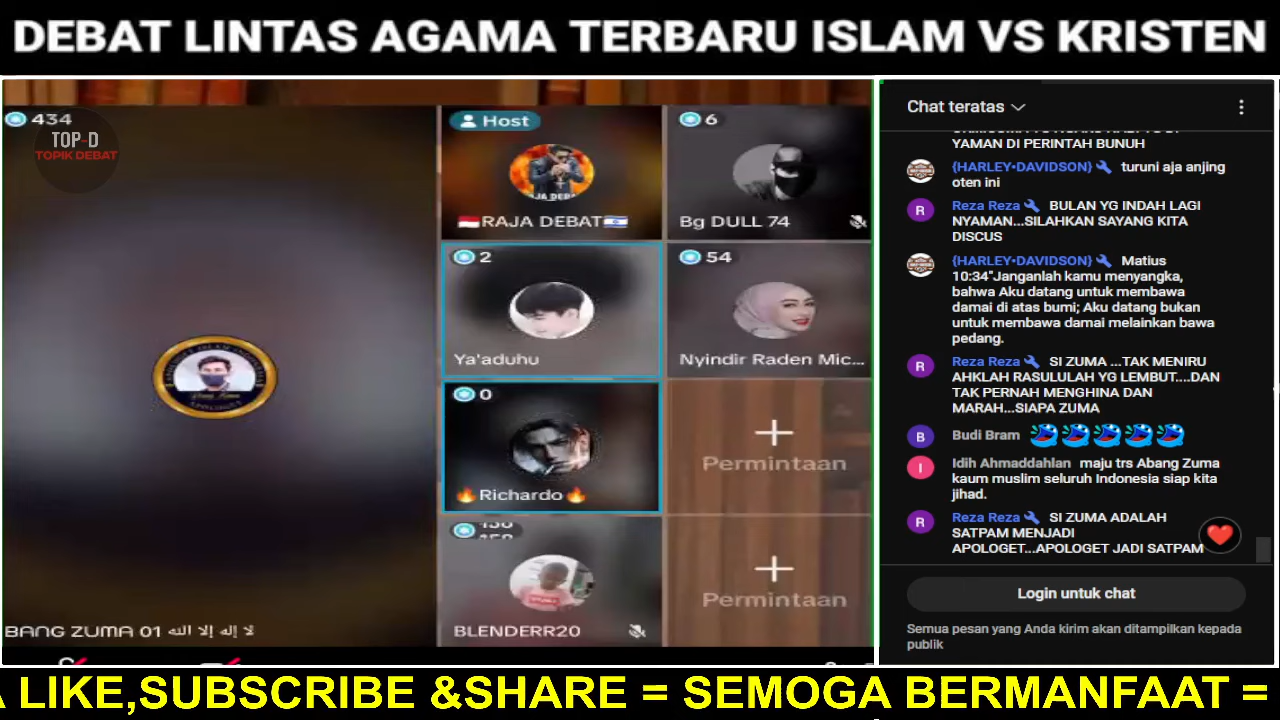 DEBAT LINTAS AGAMA TERBARU ISLAM VS KRISTEN
434
TOP-D
TOPIK DEBAT
BANG ZUMA 01 لا إله إلا الله
Host
RAJA DEBAT
6
Bg DULL 74
2
Ya'aduhu
54
Nyindir Raden Mic...
0
🔥Richardo🔥
Permintaan
BLENDERR20
Permintaan
Chat teratas
YAMAN DI PERINTAH BUNUH
{HARLEY•DAVIDSON} turuni aja anjing
oten ini
R
Reza Reza BULAN YG INDAH LAGI
NYAMAN...SILAHKAN SAYANG KITA
DISCUS
{HARLEY•DAVIDSON} Matius
10:34"Janganlah kamu menyangka,
bahwa Aku datang untuk membawa
damai di atas bumi; Aku datang bukan
untuk membawa damai melainkan bawa
pedang.
R
Reza Reza SI ZUMA ...TAK MENIRU
AHKLAH RASULULAH YG LEMBUT....DAN
TAK PERNAH MENGHINA DAN
MARAH...SIAPA ZUMA
B
Budi Bram
I
Idih Ahmaddahlan maju trs Abang Zuma
kaum muslim seluruh Indonesia siap kita
jihad.
R
Reza Reza SI ZUMA ADALAH
SATPAM MENJADI
APOLOGET...APOLOGET JADI SATPAM
Login untuk chat
Semua pesan yang Anda kirim akan ditampilkan kepada
publik
A LIKE,SUBSCRIBE &SHARE = SEMOGA BERMANFAAT =